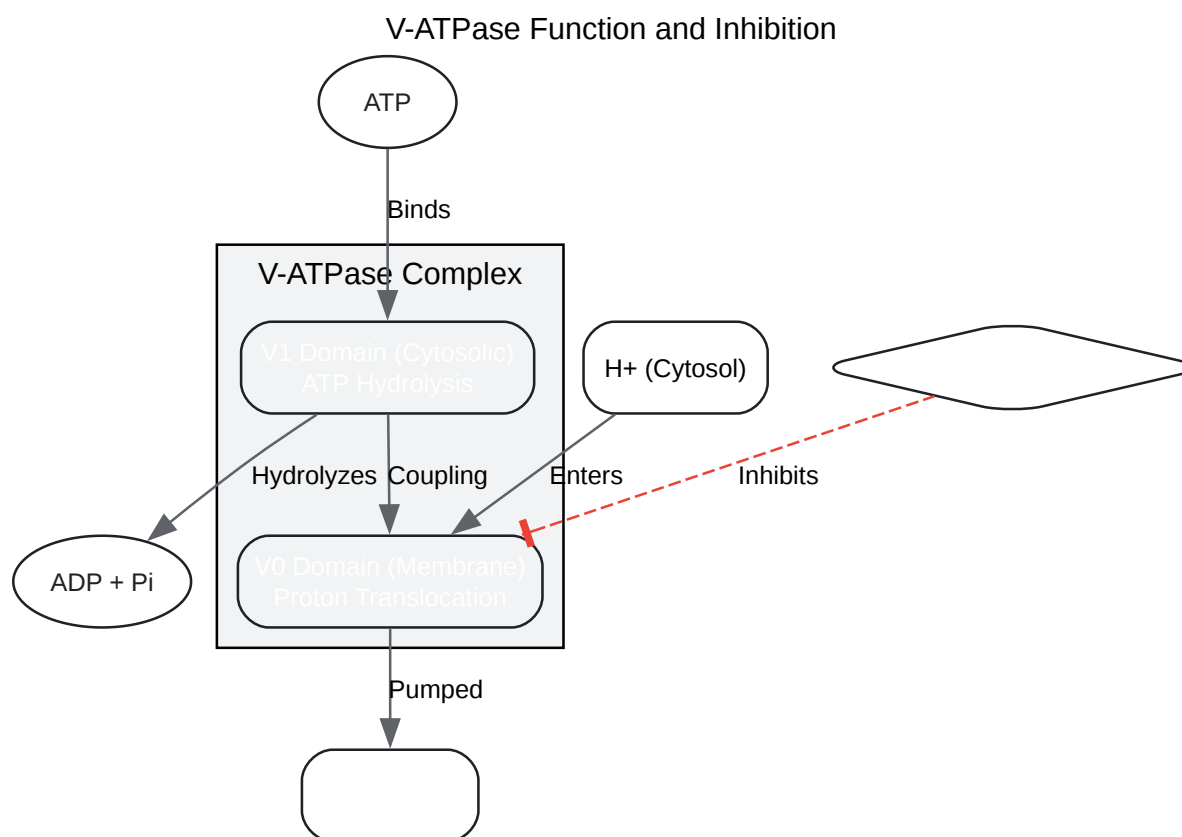 V-ATPase Function and Inhibition
ATP
Binds
V-ATPase Complex
V1 Domain (Cytosolic)
ATP Hydrolysis
H+ (Cytosol)
Hydrolyzes
Coupling
Enters
Inhibits
ADP + Pi
V0 Domain (Membrane)
Proton Translocation
Pumped